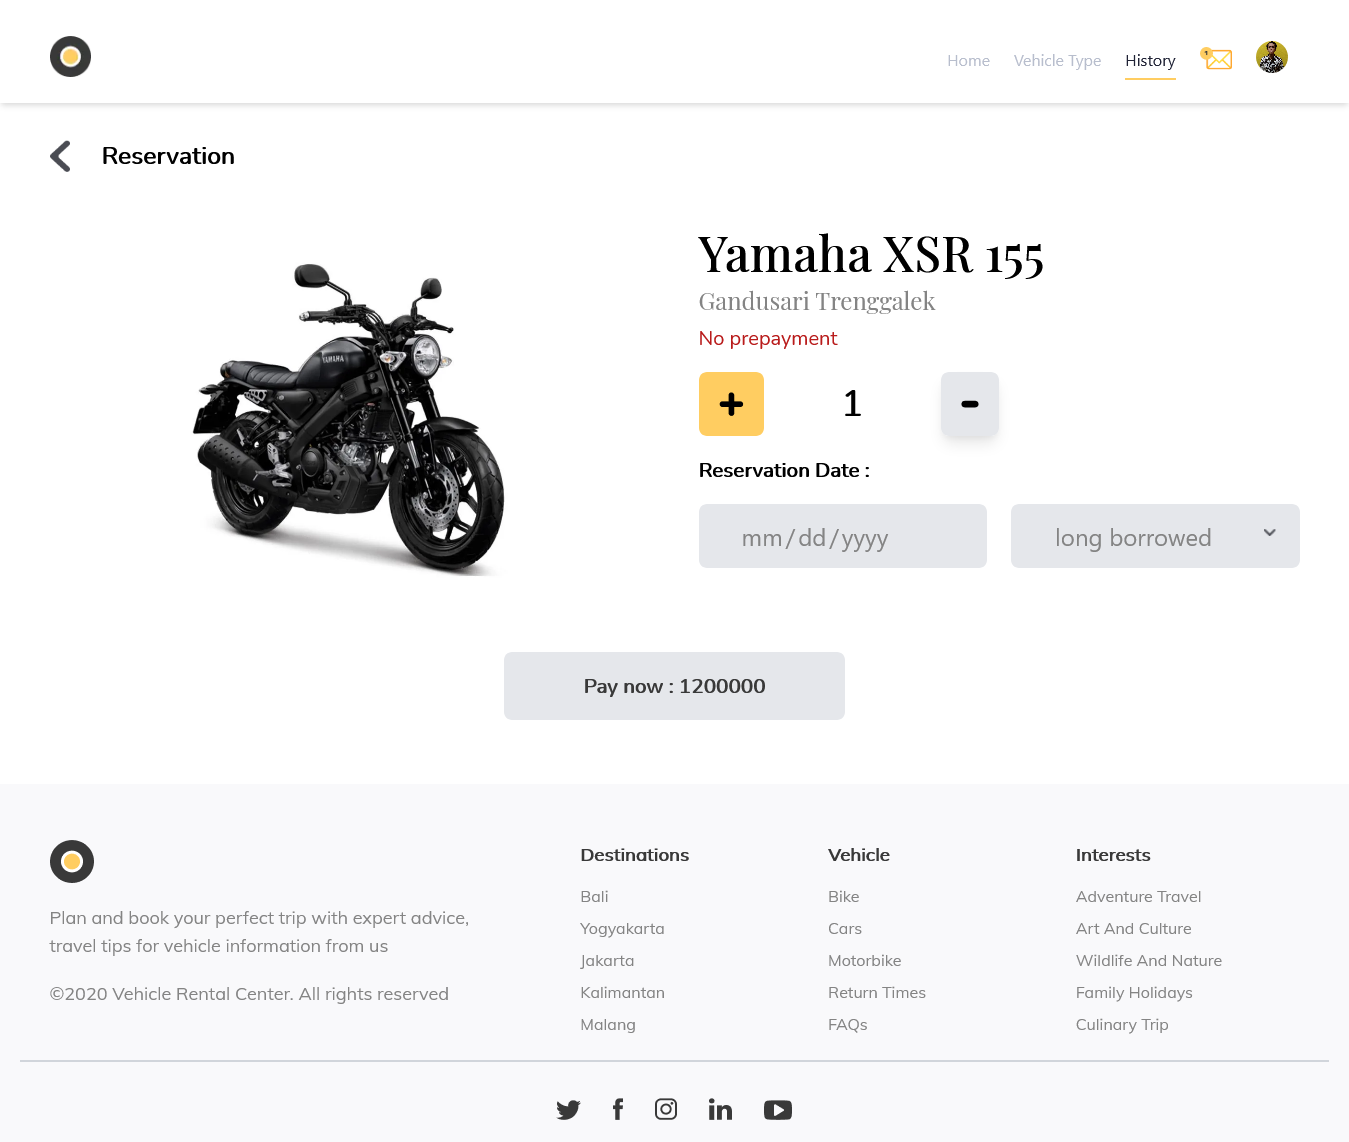 Home Vehicle Type History 1
Reservation
YAMAHA
Yamaha XSR 155
Gandusari Trenggalek
No prepayment
+ 1 -
Reservation Date :
mm/dd/yyyy long borrowed
Pay now : 1200000
Destinations Vehicle Interests
Bali Bike Adventure Travel
Plan and book your perfect trip with expert advice,
travel tips for vehicle information from us
Yogyakarta Cars Art And Culture
Jakarta Motorbike Wildlife And Nature
©2020 Vehicle Rental Center. All rights reserved
Kalimantan Return Times Family Holidays
Malang FAQs Culinary Trip